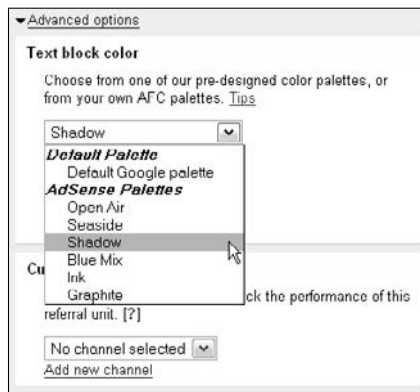 Advanced options
Text block color
Choose from one of our pre-designed color palettes, or
from your own AFC palettes. Tips
Shadow
Default Palette
Default Google palette
AdSense Palettes
Open Air
Seaside
Shadow
Blue Mix
Ink
Graphite
Cu
ck the performance of this
referral unit. [?]
No channel selected
Add new channel